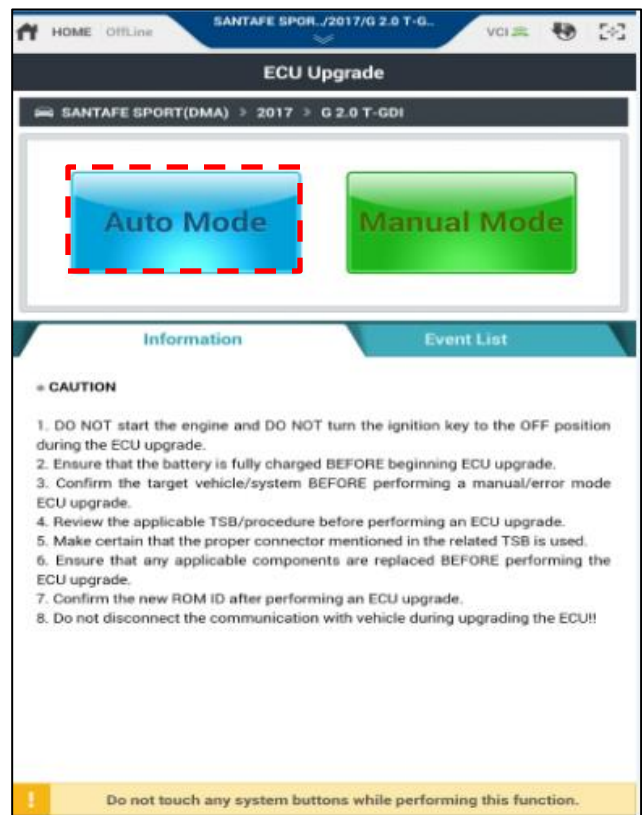 HOME OffLine SANTAFE SPOR../2017/G 2.0 T-G.. VCI
ECU Upgrade
SANTAFE SPORT(DMA) > 2017 > G 2.0 T-GDI
Auto Mode Manual Mode
Information Event List
CAUTION
1. DO NOT start the engine and DO NOT turn the ignition key to the OFF position
during the ECU upgrade.
2. Ensure that the battery is fully charged BEFORE beginning ECU upgrade.
3. Confirm the target vehicle/system BEFORE performing a manual/error mode
ECU upgrade.
4. Review the applicable TSB/procedure before performing an ECU upgrade.
5. Make certain that the proper connector mentioned in the related TSB is used.
6. Ensure that any applicable components are replaced BEFORE performing the
ECU upgrade.
7. Confirm the new ROM ID after performing an ECU upgrade.
8. Do not disconnect the communication with vehicle during upgrading the ECU!!
! Do not touch any system buttons while performing this function.